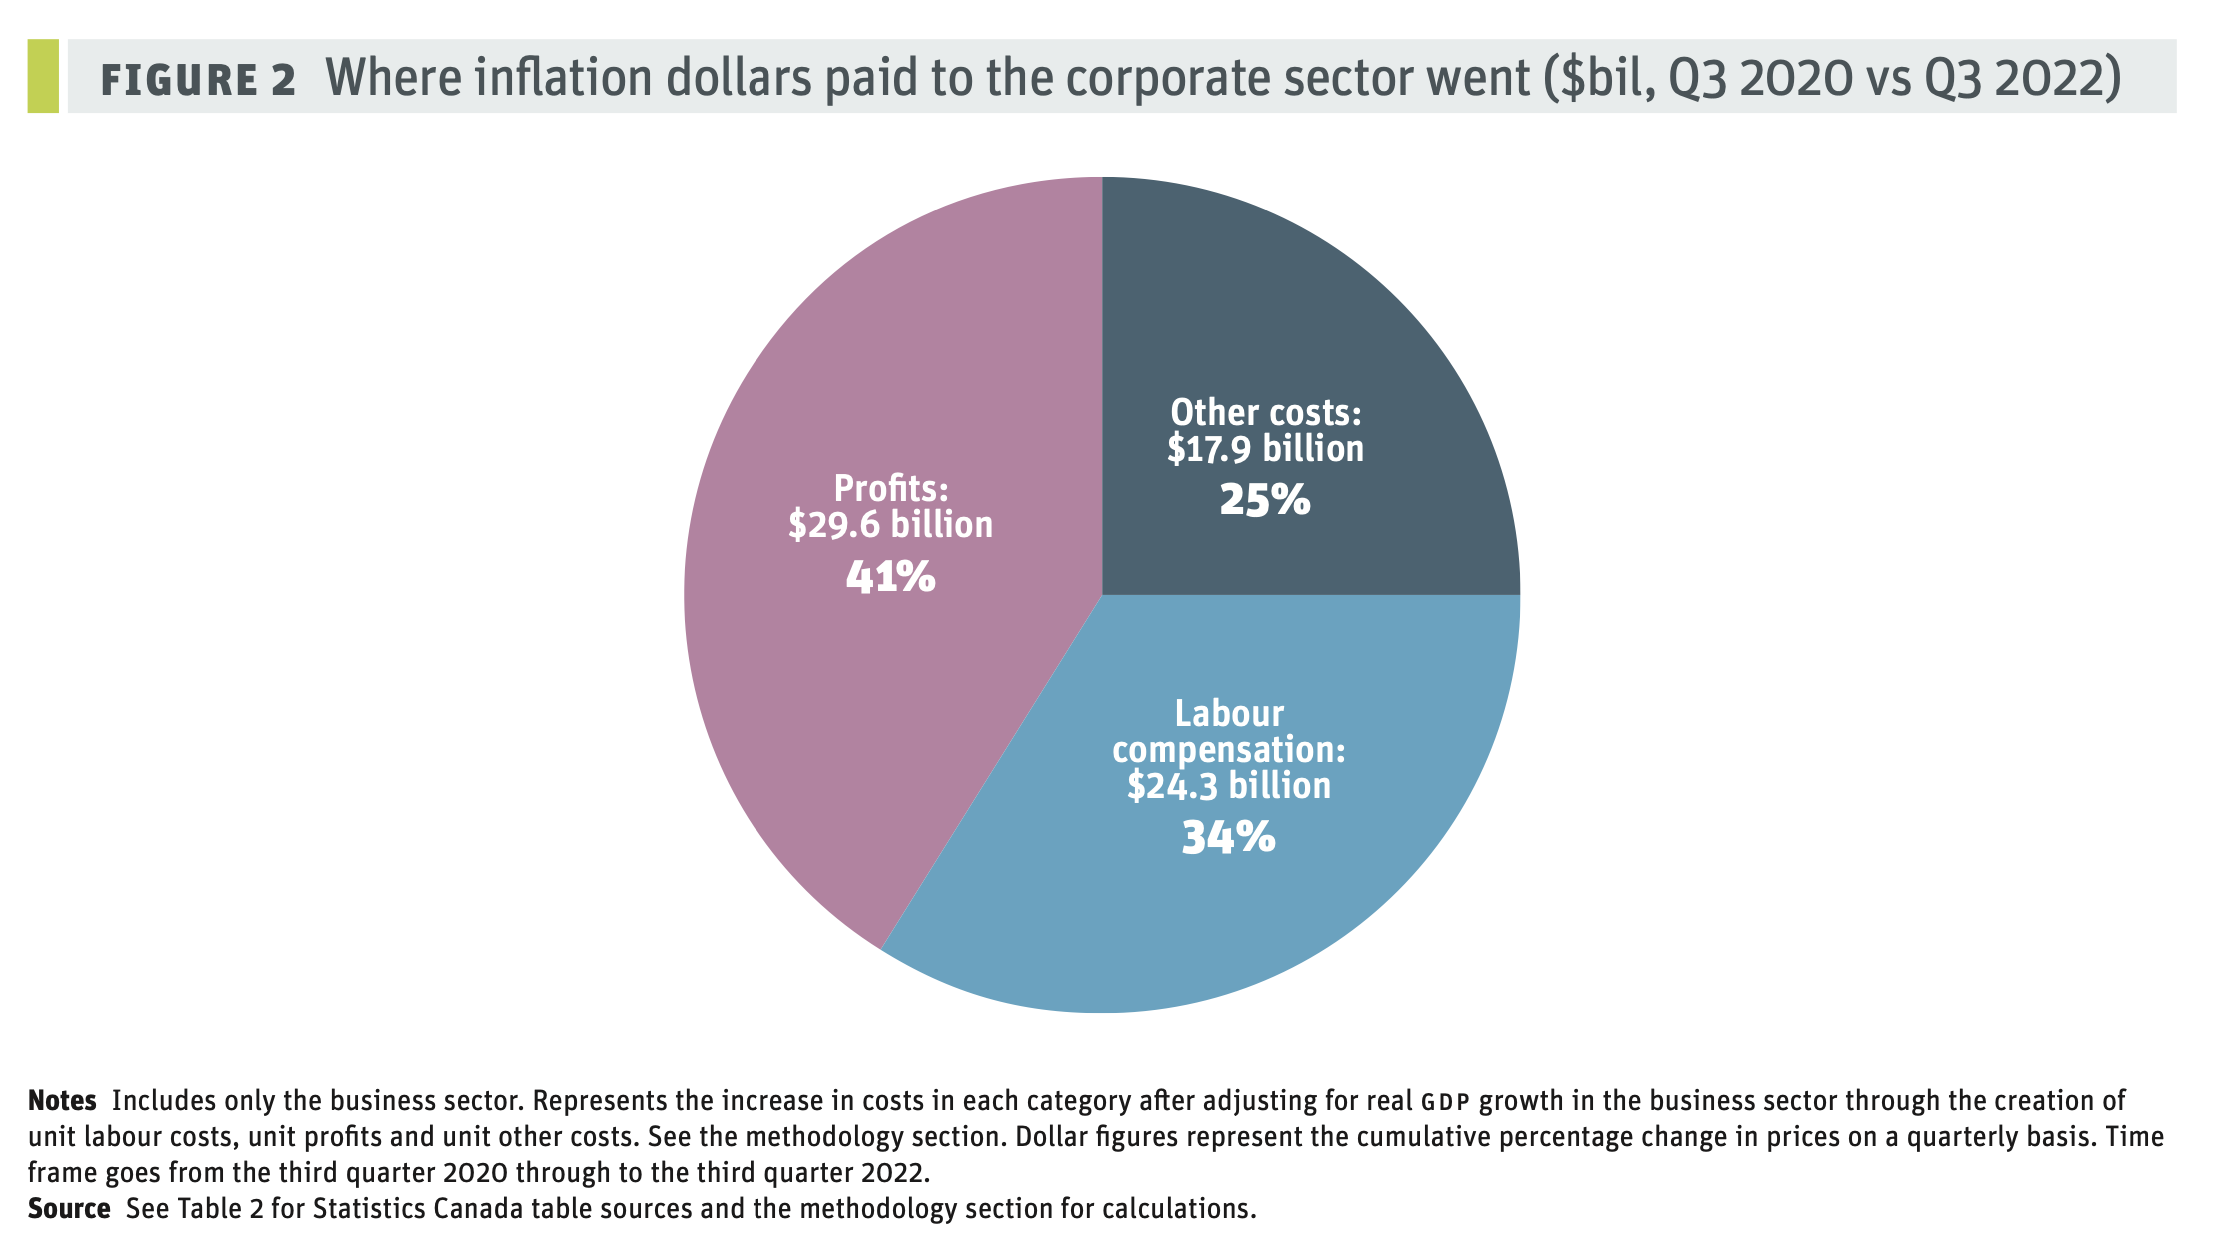 FIGURE 2 Where inflation dollars paid to the corporate sector went ($bil, Q3 2020 vs Q3 2022)
Other costs:
$17.9 billion
25%
Profits:
$29.6 billion
41%
Labour
compensation:
$24.3 billion
34%
Notes Includes only the business sector. Represents the increase in costs in each category after adjusting for real GDP growth in the business sector through the creation of
unit labour costs, unit profits and unit other costs. See the methodology section. Dollar figures represent the cumulative percentage change in prices on a quarterly basis. Time
frame goes from the third quarter 2020 through to the third quarter 2022.
Source See Table 2 for Statistics Canada table sources and the methodology section for calculations.